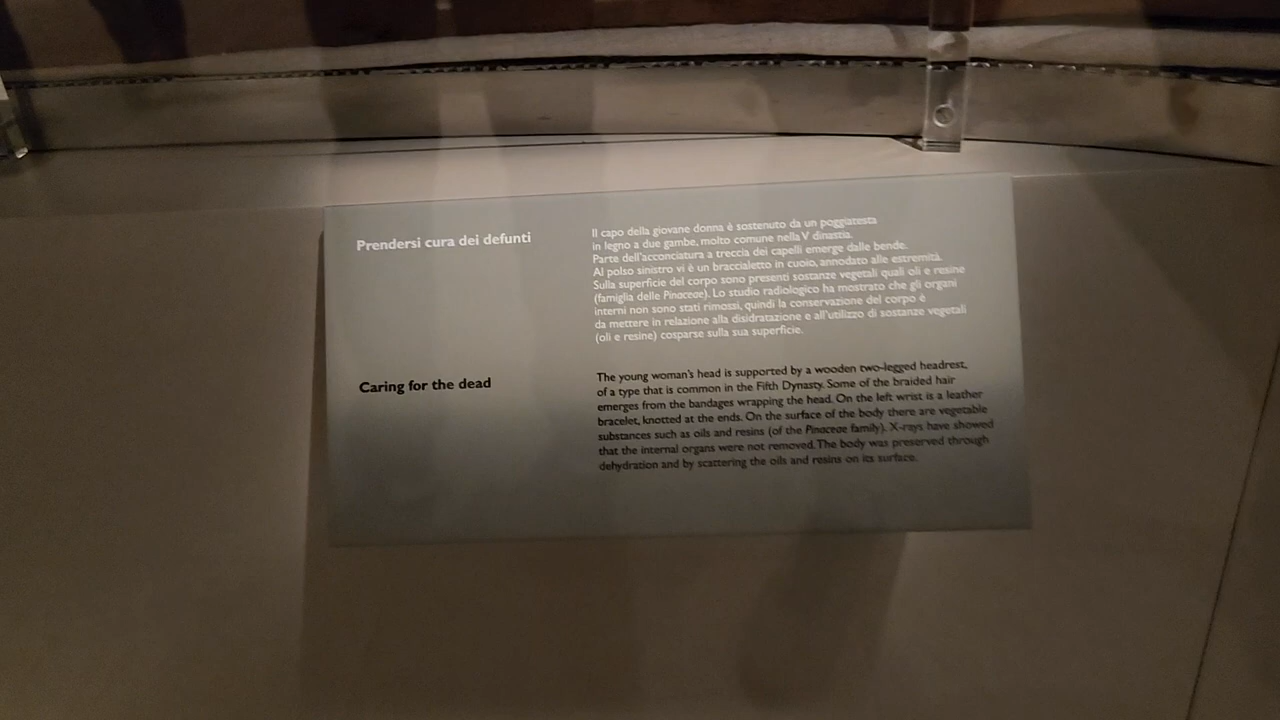 Prendersi cura dei defunti
Il capo della giovane donna è sostenuto da un poggiatesta
in legno a due gambe, molto comune nella V dinastia.
Parte dell'acconciatura a treccia dei capelli emerge dalle bende.
Al polso sinistro vi è un braccialetto in cuoio, annodato alle estremità.
Sulla superficie del corpo sono presenti sostanze vegetali quali oli e resine
(famiglia delle Pinaceae). Lo studio radiologico ha mostrato che gli organi
interni non sono stati rimossi, quindi la conservazione del corpo è
da mettere in relazione alla disidratazione e all'utilizzo di sostanze vegetali
(oli e resine) cosparse sulla sua superficie.
Caring for the dead
The young woman's head is supported by a wooden two-legged headrest,
of a type that is common in the Fifth Dynasty. Some of the braided hair
emerges from the bandages wrapping the head. On the left wrist is a leather
bracelet, knotted at the ends. On the surface of the body there are vegetable
substances such as oils and resins (of the Pinaceae family). X-rays have showed
that the internal organs were not removed. The body was preserved through
dehydration and by scattering the oils and resins on its surface.